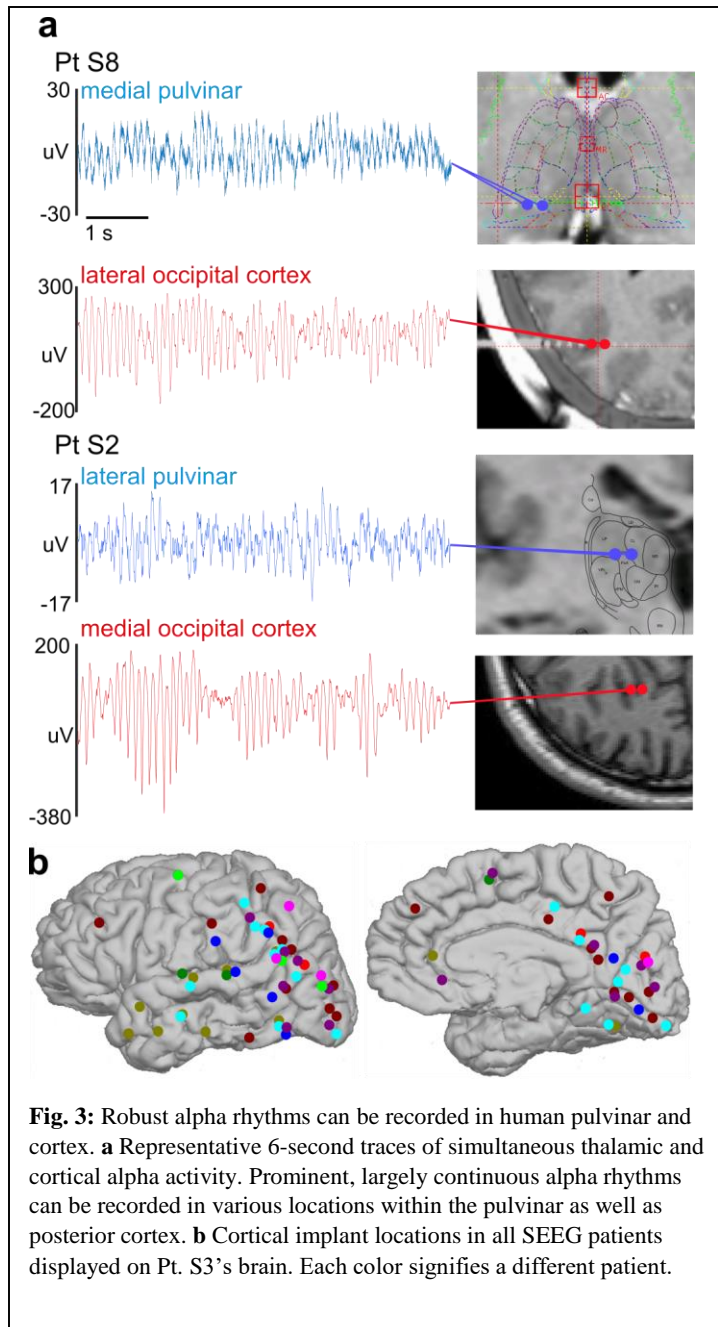 a
Pt S8
medial pulvinar
30
uV
-30
1 s
AC
lateral occipital cortex
300
uV
-200
Pt S2
lateral pulvinar
17
uV
-17
medial occipital cortex
200
uV
-380
b
Fig. 3: Robust alpha rhythms can be recorded in human pulvinar and
cortex. a Representative 6-second traces of simultaneous thalamic and
cortical alpha activity. Prominent, largely continuous alpha rhythms
can be recorded in various locations within the pulvinar as well as
posterior cortex. b Cortical implant locations in all SEEG patients
displayed on Pt. S3’s brain. Each color signifies a different patient.